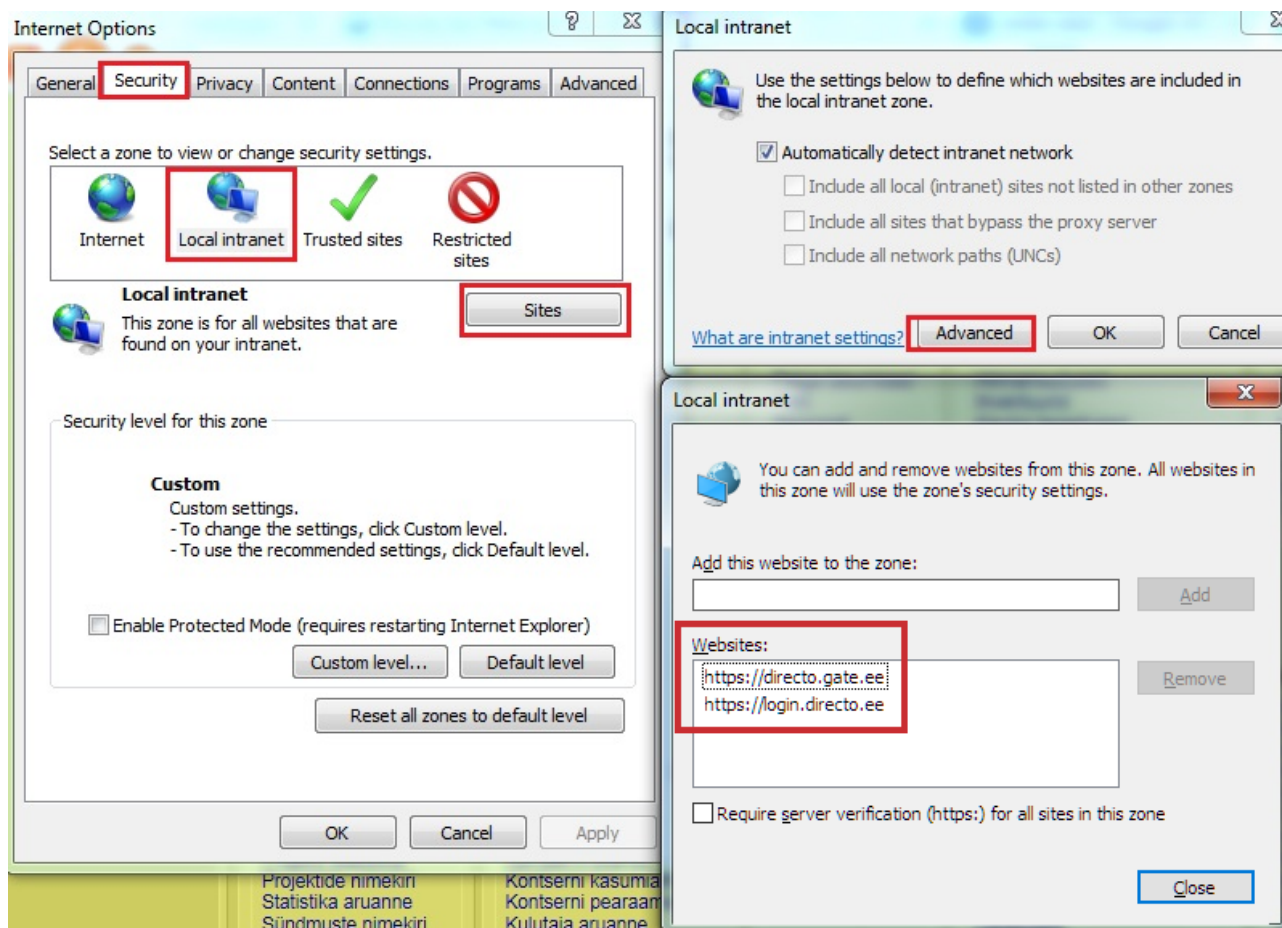 Internet Options
General Security Privacy Content Connections Programs Advanced
Select a zone to view or change security settings.
Internet
Local intranet
Trusted sites
Restricted
sites
Local intranet
This zone is for all websites that are
found on your intranet.
Sites
Security level for this zone
Custom
Custom settings.
- To change the settings, click Custom level.
- To use the recommended settings, click Default level.
Enable Protected Mode (requires restarting Internet Explorer)
Custom level... Default level
Reset all zones to default level
OK Cancel Apply
Local intranet
Use the settings below to define which websites are included in
the local intranet zone.
Automatically detect intranet network
Include all local (intranet) sites not listed in other zones
Include all sites that bypass the proxy server
Include all network paths (UNCs)
What are intranet settings? Advanced OK Cancel
Local intranet
You can add and remove websites from this zone. All websites in
this zone will use the zone's security settings.
Add this website to the zone:
Add
Websites:
https://directo.gate.ee
https://login.directo.ee
Remove
Require server verification (https:) for all sites in this zone
Close
Projektide nimekiri
Statistika aruanne
Sündmuste nimekiri
Kontserni
Kontserni
Kulutaja aruanne